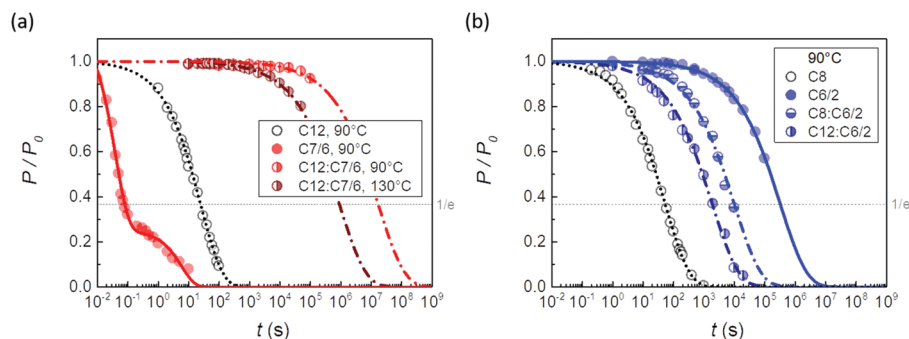 (a)
P / P0
1.0
0.8
0.6
0.4
0.2
0.0
C12, 90°C
C7/6, 90°C
C12:C7/6, 90°C
C12:C7/6, 130°C
1/e
10⁻² 10⁻¹ 10⁰ 10¹ 10² 10³ 10⁴ 10⁵ 10⁶ 10⁷ 10⁸ 10⁹
t (s)
(b)
P / P0
1.0
0.8
0.6
0.4
0.2
0.0
90°C
C8
C6/2
C8:C6/2
C12:C6/2
1/e
10⁻² 10⁻¹ 10⁰ 10¹ 10² 10³ 10⁴ 10⁵ 10⁶ 10⁷ 10⁸ 10⁹
t (s)